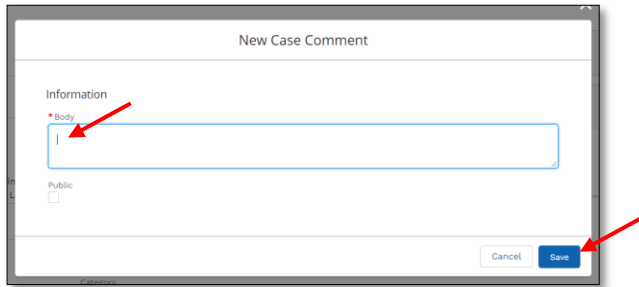 New Case Comment
Information
* Body
Public
Cancel Save
Category